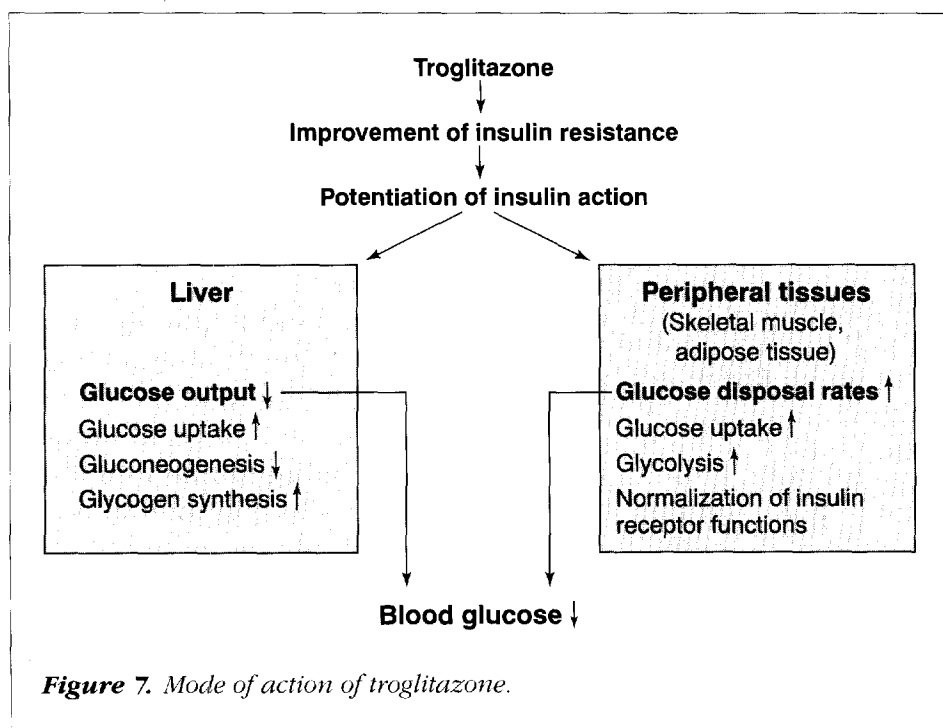 Troglitazone
Improvement of insulin resistance
Potentiation of insulin action
Liver
Glucose output ↓
Glucose uptake ↑
Gluconeogenesis ↓
Glycogen synthesis ↑
Peripheral tissues
(Skeletal muscle,
adipose tissue)
Glucose disposal rates ↑
Glucose uptake ↑
Glycolysis ↑
Normalization of insulin
receptor functions
Blood glucose ↓
Figure 7. Mode of action of troglitazone.